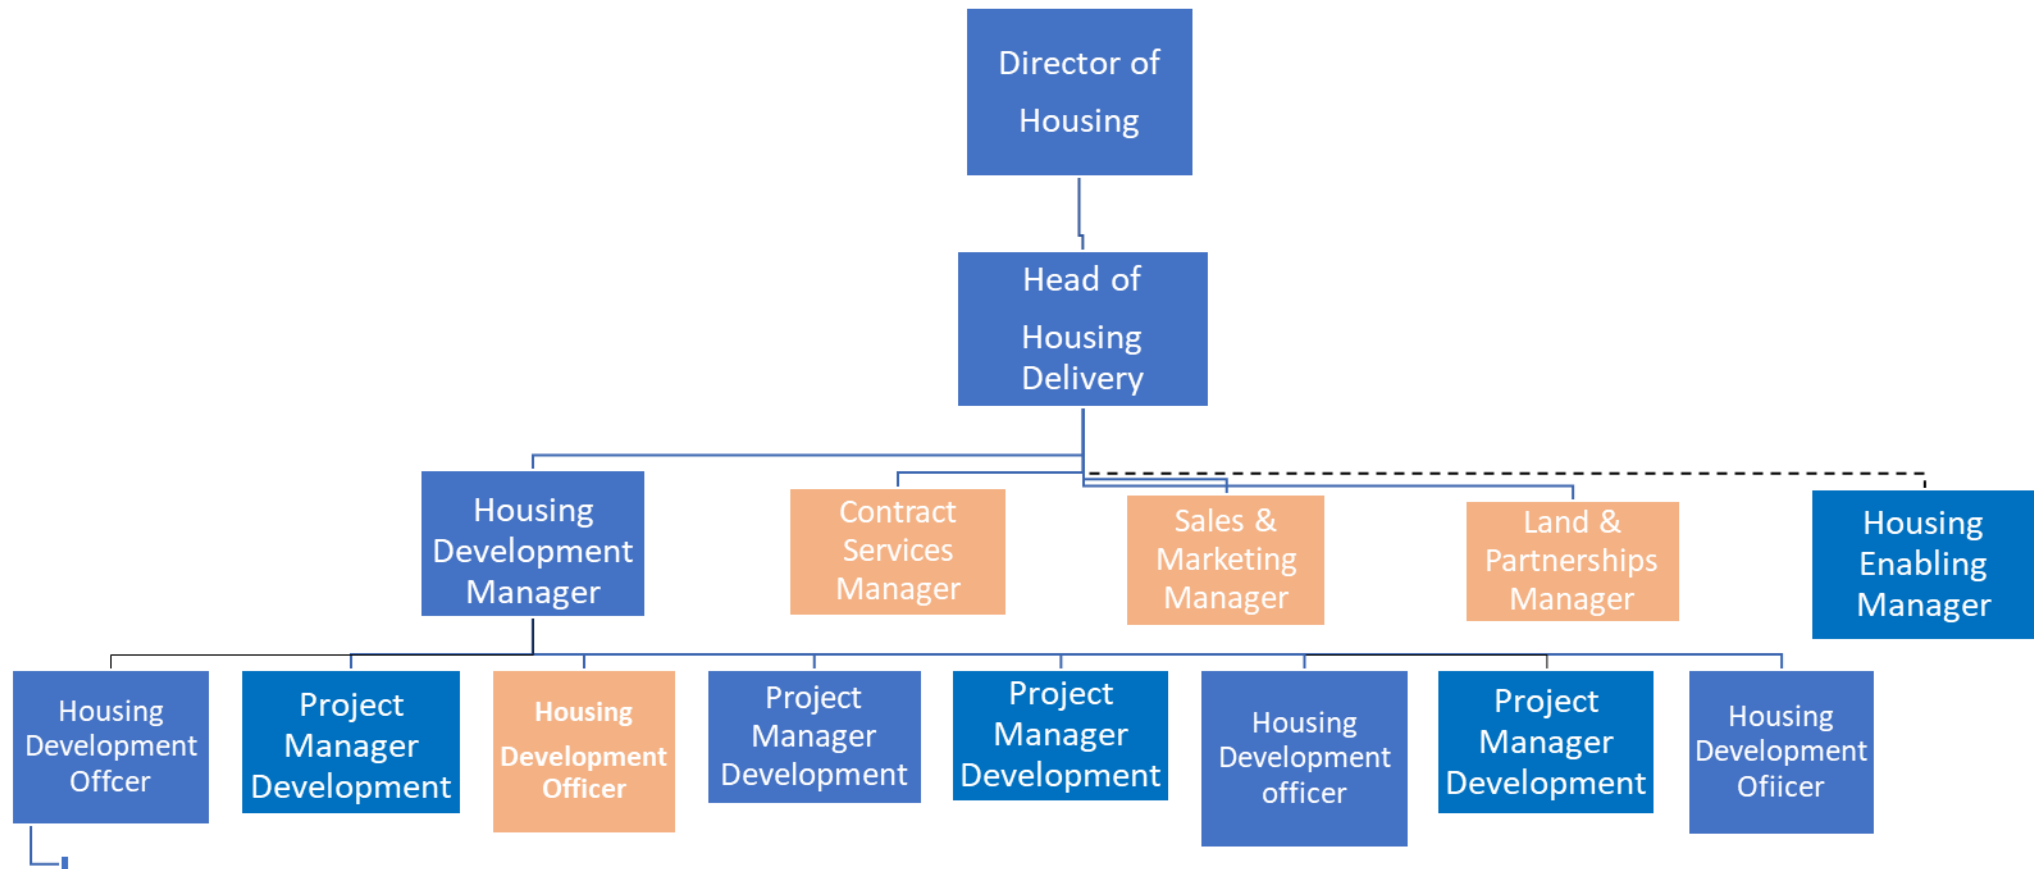 Director of
Housing
Head of
Housing
Delivery
Housing
Development
Manager
Contract
Services
Manager
Sales &
Marketing
Manager
Land &
Partnerships
Manager
Housing
Enabling
Manager
Housing
Development
Offcer
Project
Manager
Development
Housing
Development
Officer
Project
Manager
Development
Project
Manager
Development
Housing
Development
officer
Project
Manager
Development
Housing
Development
Ofiicer